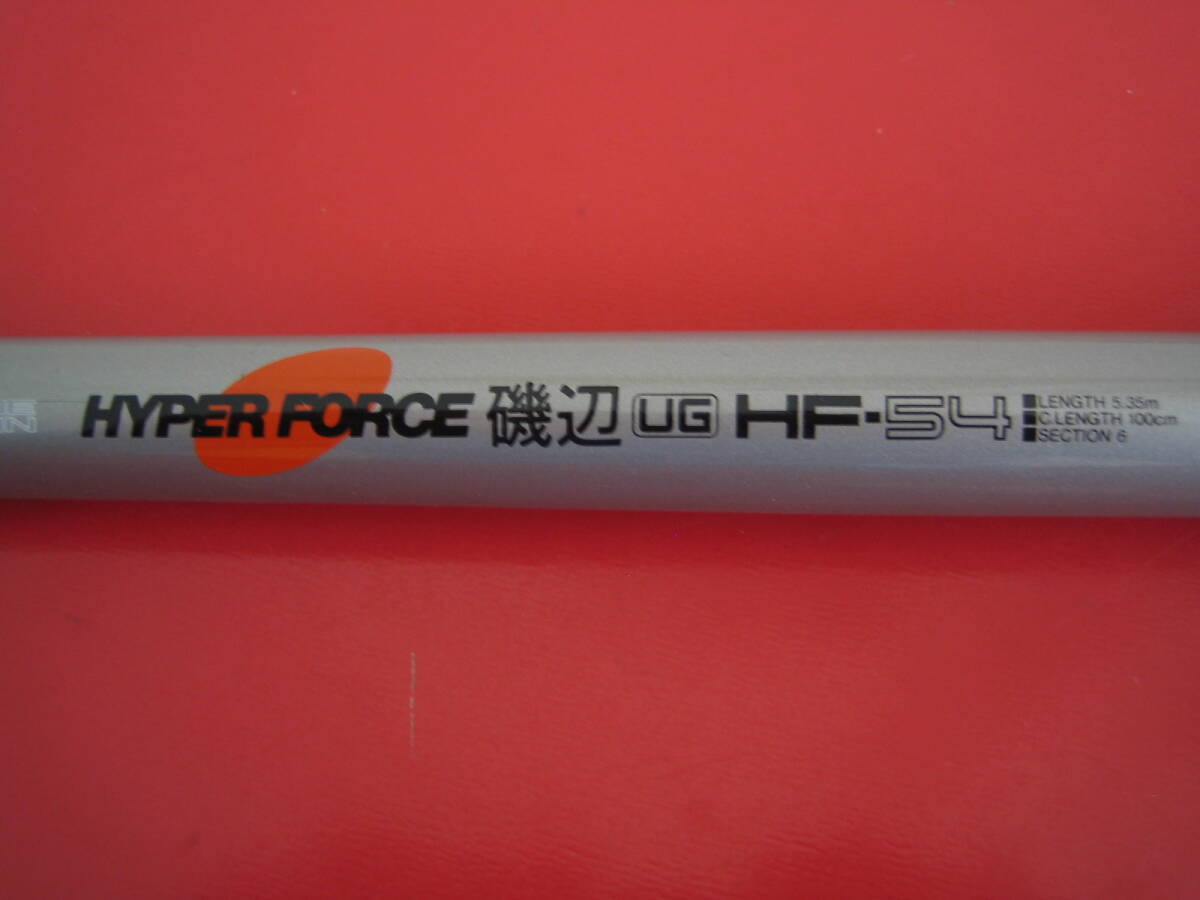 HYPER FORCE 磯辺 UG HF·54
■LENGTH 5.35m
■C.LENGTH 100cm
■SECTION 6